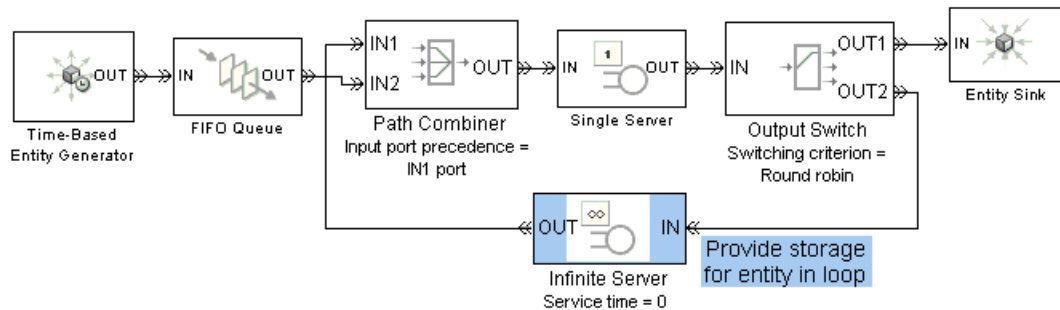 OUT
Time-Based
Entity Generator
IN
OUT
FIFO Queue
IN1
IN2
OUT
Path Combiner
Input port precedence =
IN1 port
IN
1
OUT
Single Server
IN
OUT1
OUT2
Output Switch
Switching criterion =
Round robin
IN
Entity Sink
OUT
∞
IN
Infinite Server
Service time = 0
Provide storage
for entity in loop